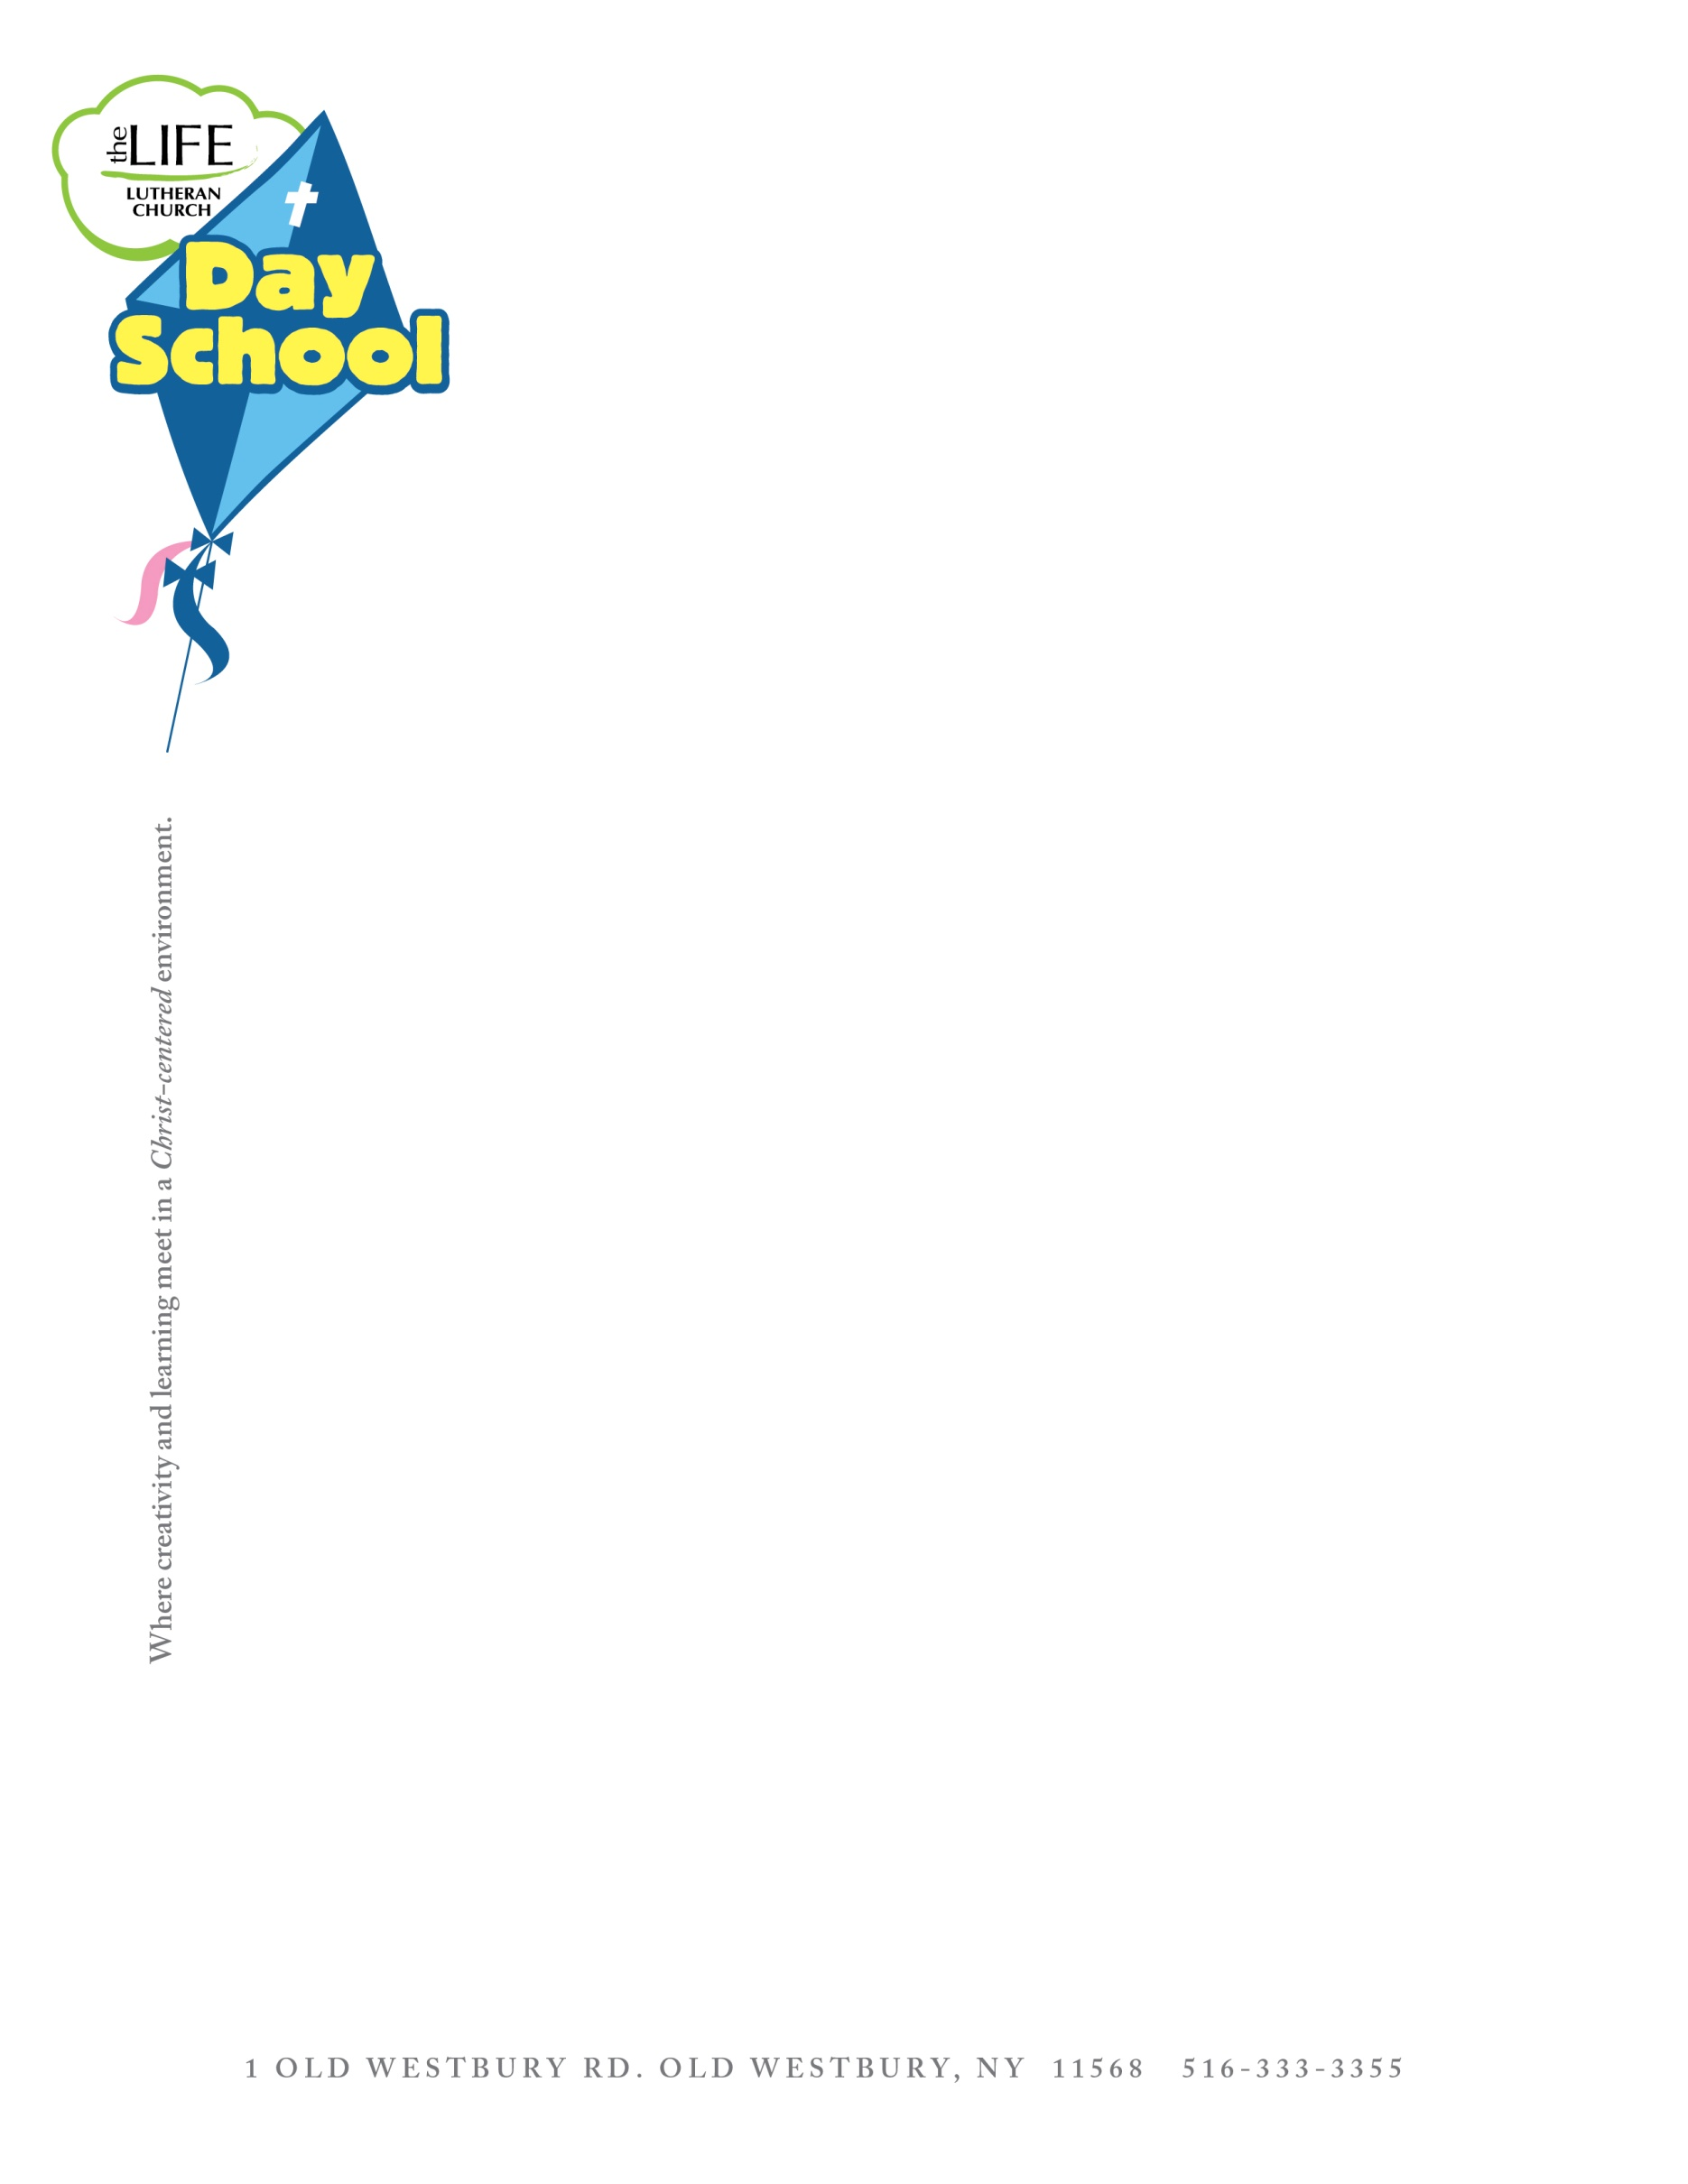 the LIFE
LUTHERAN
CHURCH
Day
School
Where creativity and learning meet in a Christ-centered environment.
1 OLD WESTBURY RD. OLD WESTBURY, NY 11568 516-333-3355